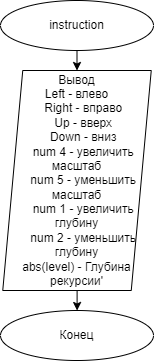 instruction
Вывод
Left - влево
Right - вправо
Up - вверх
Down - вниз
num 4 - увеличить
масштаб
num 5 - уменьшить
масштаб
num 1 - увеличить
глубину
num 2 - уменьшить
глубину
abs(level) - Глубина
рекурсии'
Конец